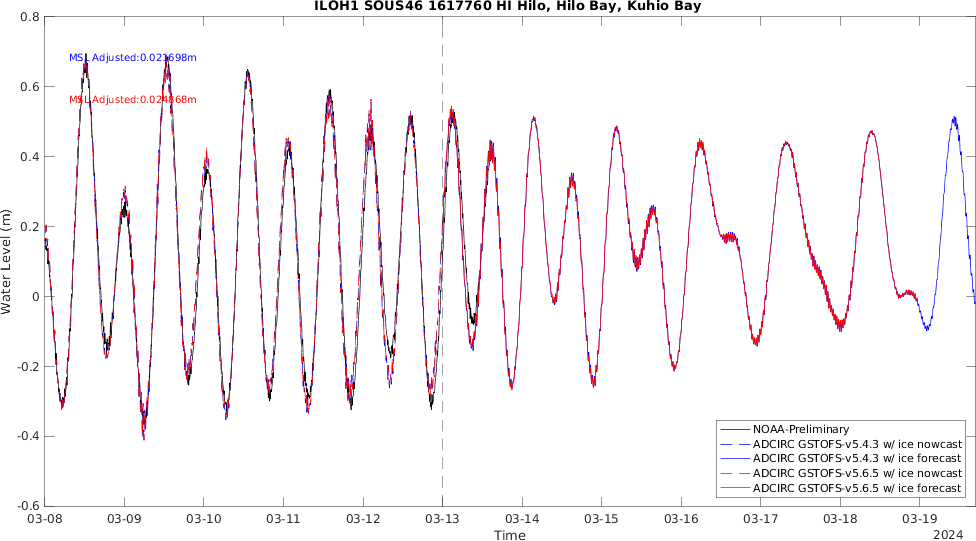 ILOH1 SOUS46 1617760 HI Hilo, Hilo Bay, Kuhio Bay
0.8
0.6
0.4
0.2
0
-0.2
-0.4
-0.6
Water Level (m)
MSL Adjusted:0.021698m
MSL Adjusted:0.024868m
NOAA-Preliminary
ADCIRC GSTOFS-v5.4.3 w/ ice nowcast
ADCIRC GSTOFS-v5.4.3 w/ ice forecast
ADCIRC GSTOFS-v5.6.5 w/ ice nowcast
ADCIRC GSTOFS-v5.6.5 w/ ice forecast
03-08 03-09 03-10 03-11 03-12 03-13 03-14 03-15 03-16 03-17 03-18 03-19
Time
2024